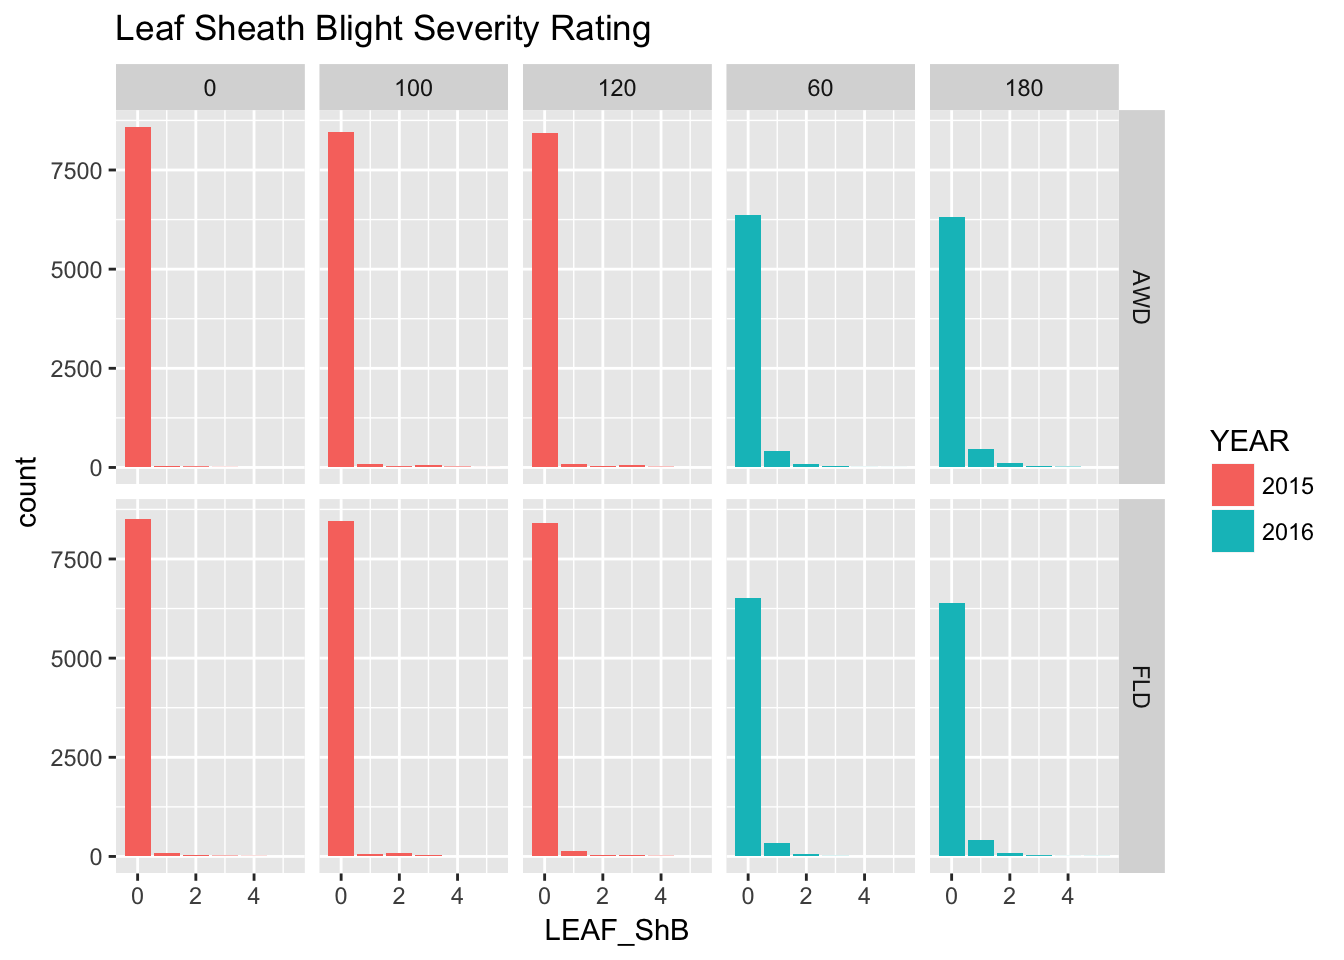 Leaf Sheath Blight Severity Rating
0 100 120 60 180
7500
5000
2500
0
AWD
7500
5000
2500
0
FLD
0 2 4 0 2 4 0 2 4 0 2 4 0 2 4
LEAF_ShB
count
YEAR
2015
2016